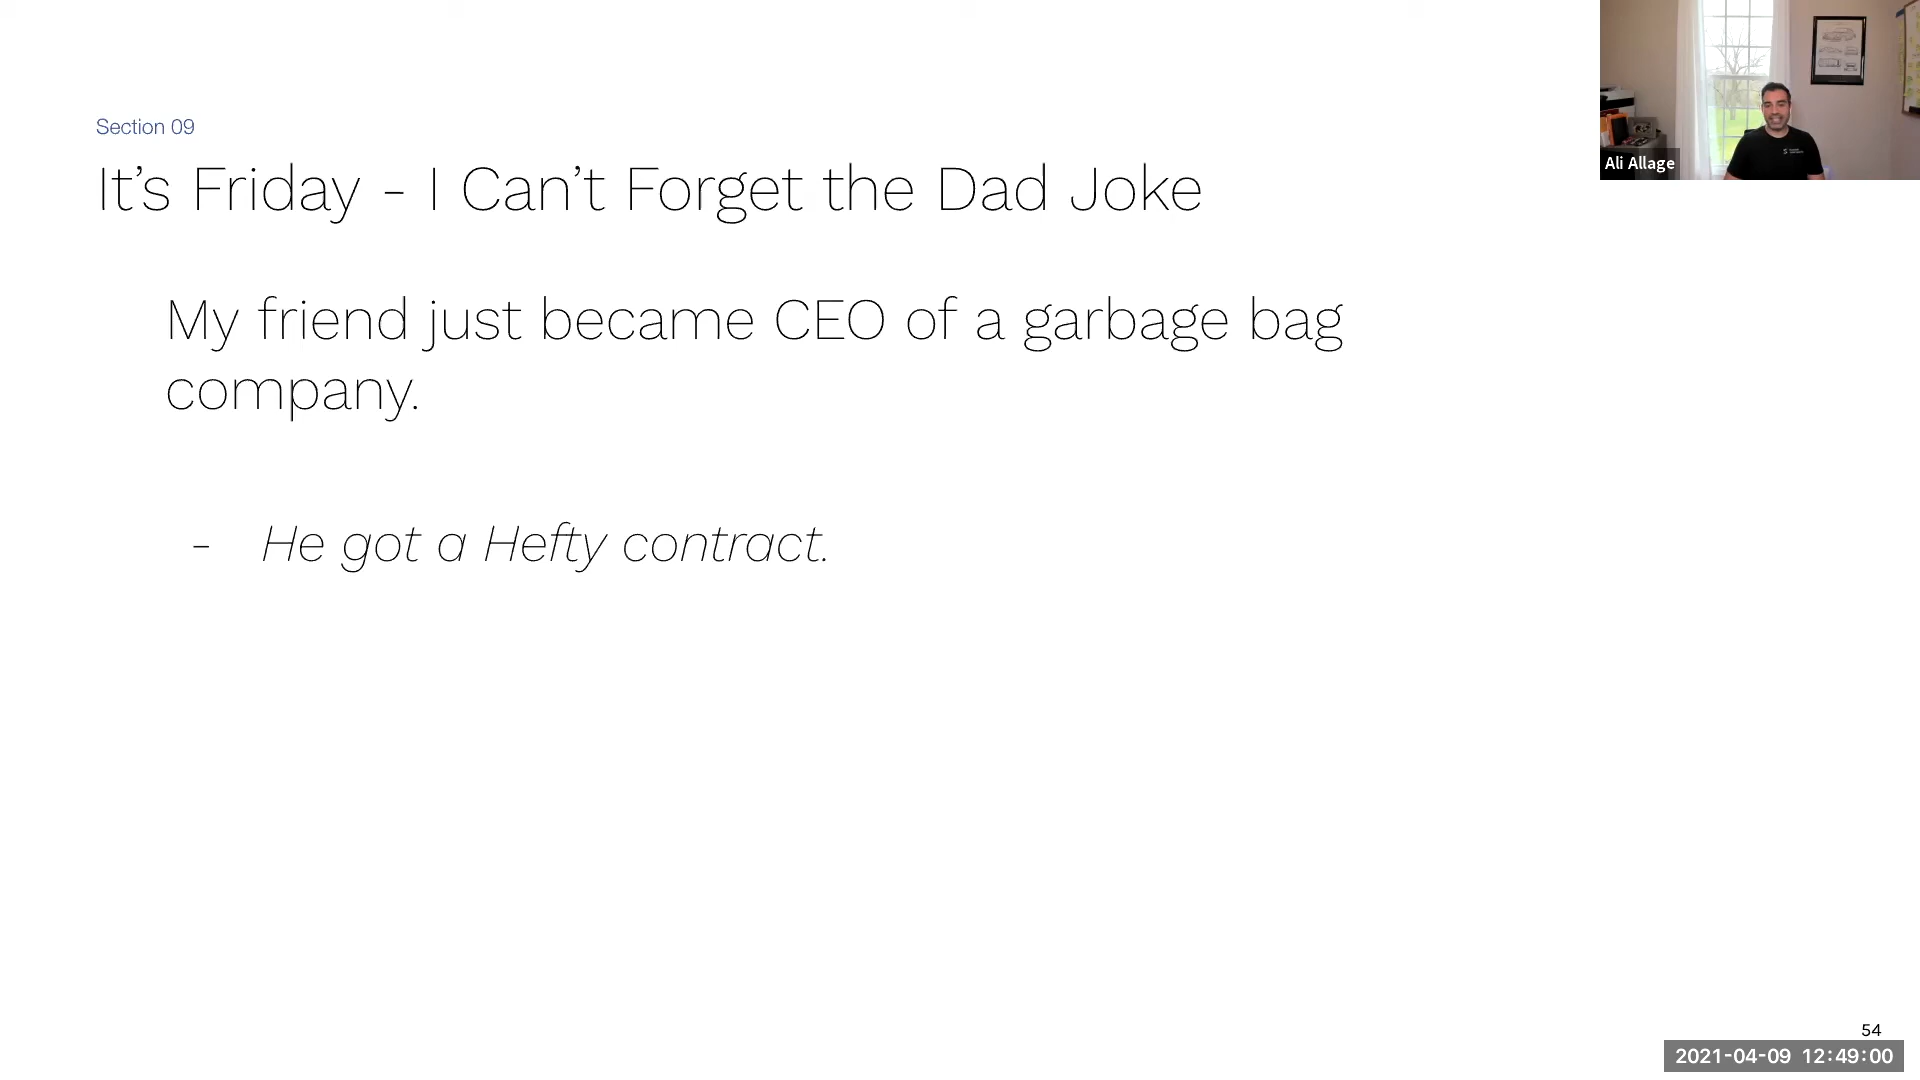 Section 09
It’s Friday - I Can’t Forget the Dad Joke
My friend just became CEO of a garbage bag
company.
- He got a Hefty contract.
Ali Allage
54
2021-04-09 12:49:00